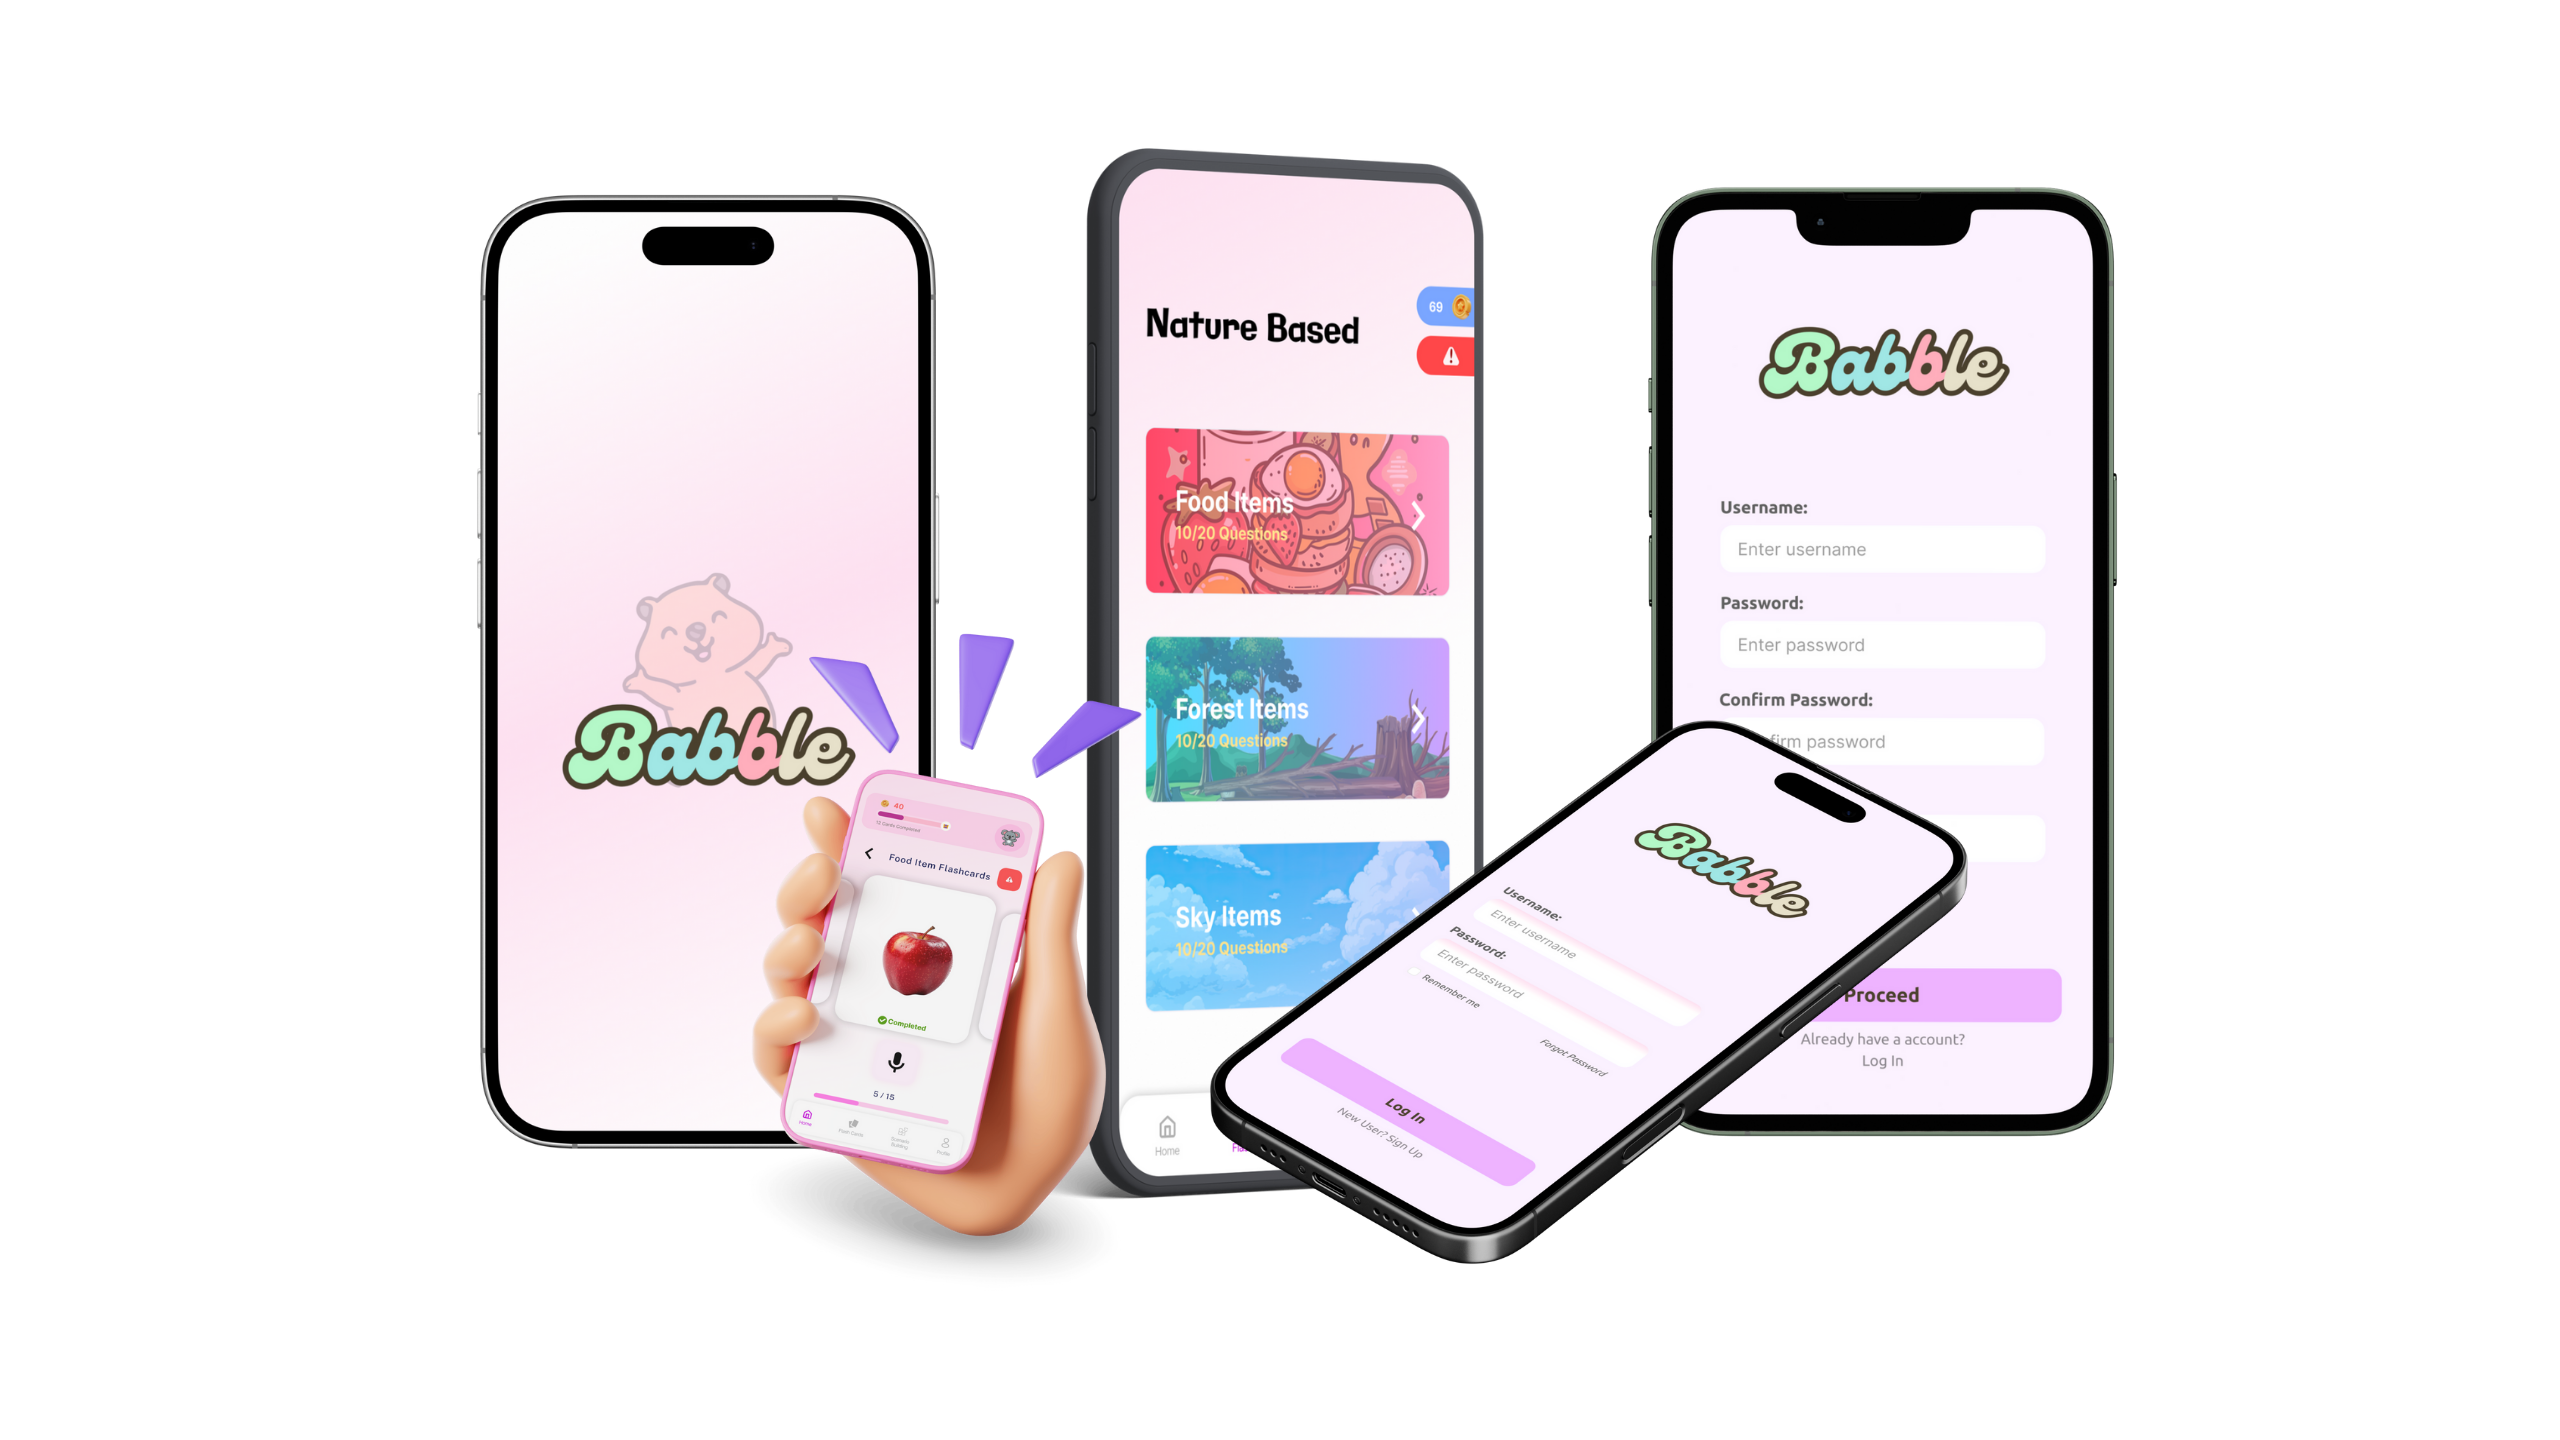 Babble
40
12 Cards Completed
Food Item Flashcards
Completed
5 / 15
Home
Flash Cards
Scenario
Building
Profile
Nature Based
69
Food Items
10/20 Questions
Forest Items
10/20 Questions
Sky Items
10/20 Questions
Home
Babble
Username:
Enter username
Password:
Enter password
Remember me
Forgot Password
Log In
New User? Sign Up
Babble
Username:
Enter username
Password:
Enter password
Confirm Password:
firm password
Proceed
Already have a account?
Log In